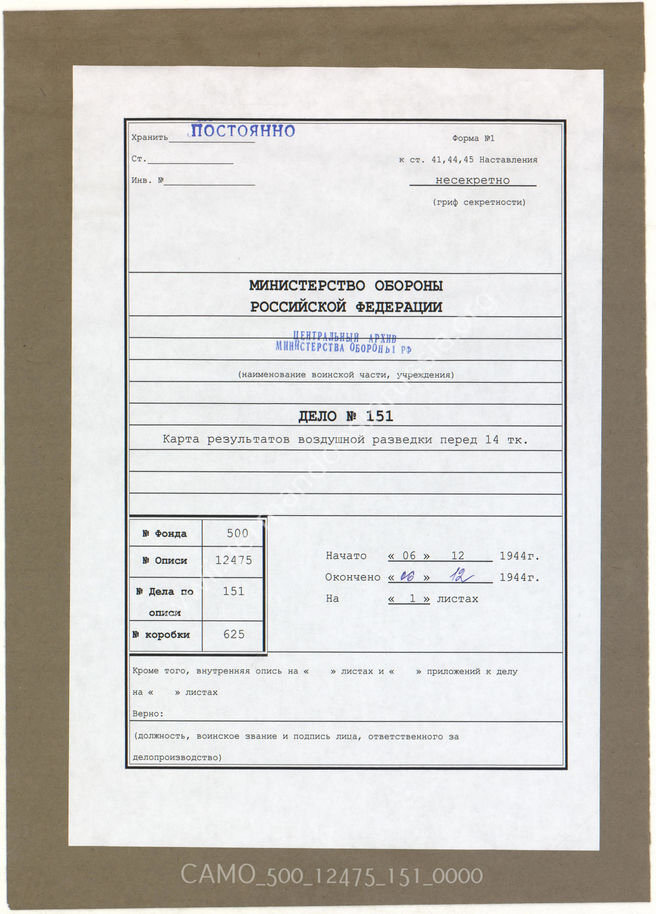 Хранить ПОСТОЯННО
Форма №1
Ст.
к ст. 41,44,45 Наставления
Инв. №
несекретно
(гриф секретности)
МИНИСТЕРСТВО ОБОРОНЫ
РОССИЙСКОЙ ФЕДЕРАЦИИ
ЦЕНТРАЛЬНЫЙ АРХИВ
МИНИСТЕРСТВА ОБОРОНЫ РФ
(наименование воинской части, учреждения)
ДЕЛО № 151
Карта результатов воздушной разведки перед 14 тк.
№ Фонда 500
№ Описи 12475
№ Дела по описи 151
№ коробки 625
Начато « 06 » 12 1944г.
Окончено « » 12 1944г.
На « 1 » листах
Кроме того, внутренняя опись на « » листах и « » приложений к делу
на « » листах
Верно:
(должность, воинское звание и подпись лица, ответственного за
делопроизводство)
CAMO_500_12475_151_0000